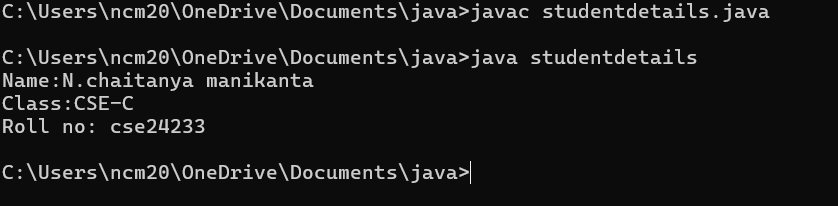 C:\Users\ncm20\OneDrive\Documents\java>javac studentdetails.java
C:\Users\ncm20\OneDrive\Documents\java>java studentdetails
Name:N.chaitanya manikanta
Class:CSE-C
Roll no: cse24233
C:\Users\ncm20\OneDrive\Documents\java>